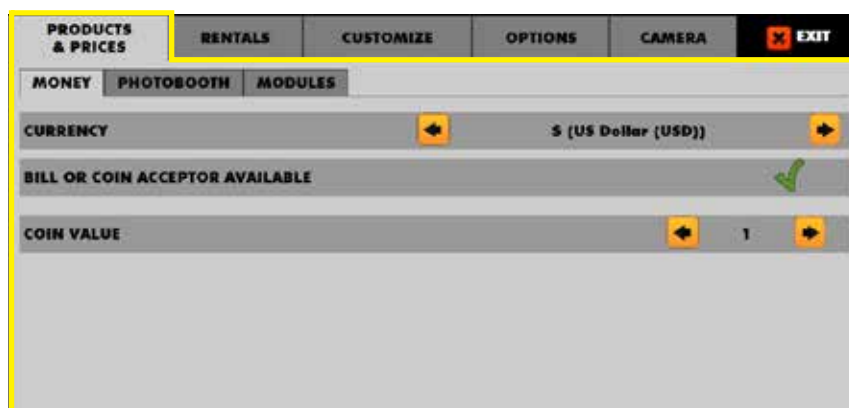 PRODUCTS
& PRICES
RENTALS
CUSTOMIZE
OPTIONS
CAMERA
EXIT
MONEY PHOTOBOOTH MODULES
CURRENCY $ (US Dollar (USD))
BILL OR COIN ACCEPTOR AVAILABLE
COIN VALUE 1